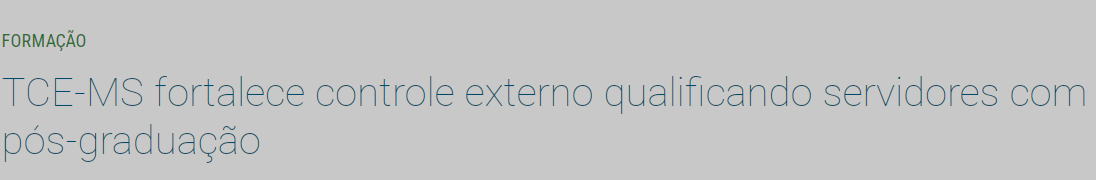 FORMAÇÃO
TCE-MS fortalece controle externo qualificando servidores com
pós-graduação